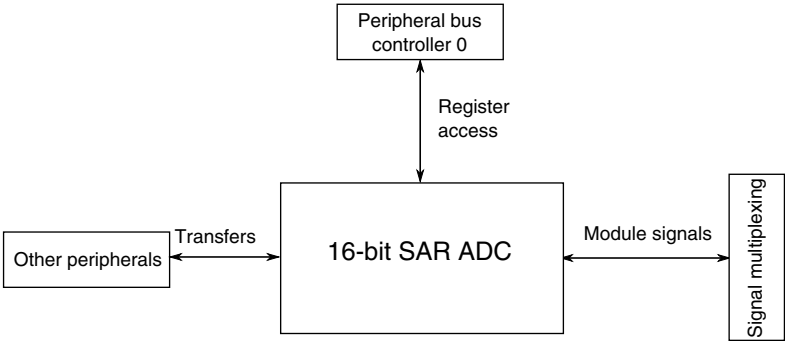 Peripheral bus
controller 0
Register
access
Other peripherals
Transfers
16-bit SAR ADC
Module signals
Signal multiplexing